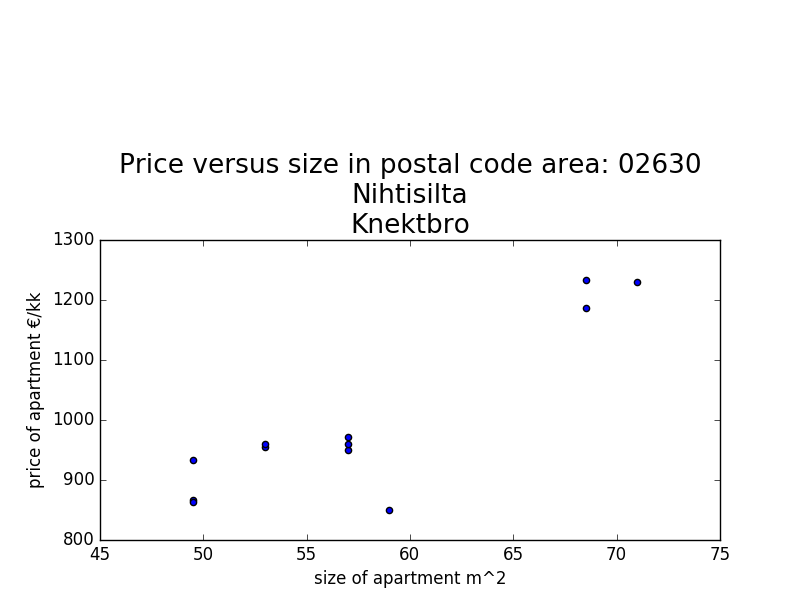 Price versus size in postal code area: 02630
Nihtisilta
Knektbro
1300
1200
1100
1000
900
800
price of apartment €/kk
45 50 55 60 65 70 75
size of apartment m^2